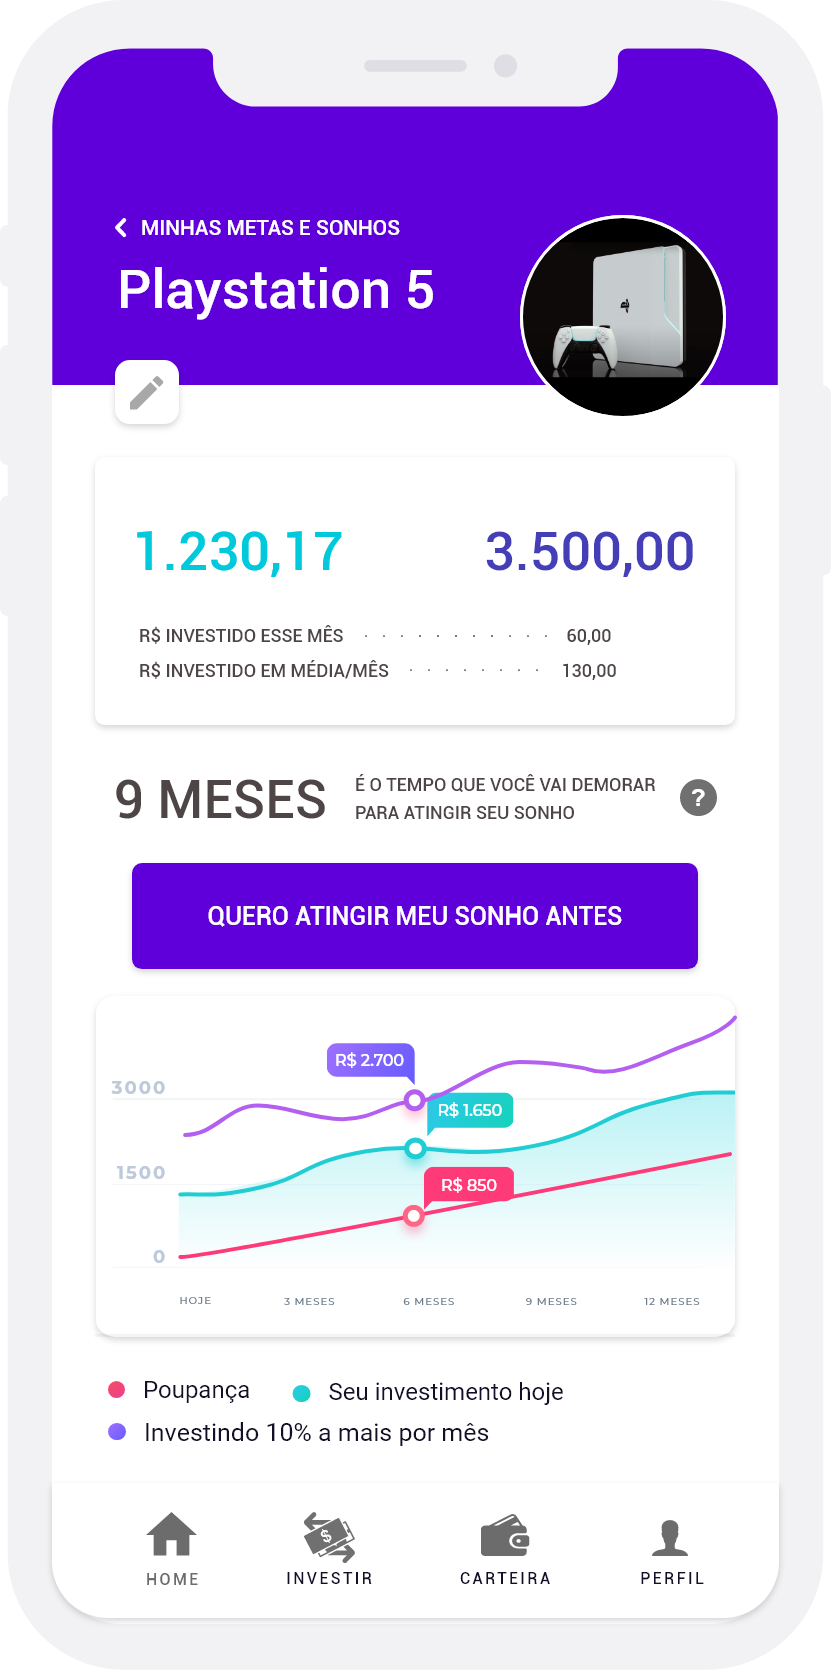 MINHAS METAS E SONHOS
Playstation 5
1.230,17 3.500,00
R$ INVESTIDO ESSE MÊS . . . . . . . . . . . 60,00
R$ INVESTIDO EM MÉDIA/MÊS . . . . . . . . 130,00
9 MESES
É O TEMPO QUE VOCÊ VAI DEMORAR
PARA ATINGIR SEU SONHO
?
QUERO ATINGIR MEU SONHO ANTES
R$ 2.700
3000
R$ 1.650
1500
R$ 850
0
HOJE 3 MESES 6 MESES 9 MESES 12 MESES
Poupança Seu investimento hoje
Investindo 10% a mais por mês
$
HOME INVESTIR CARTEIRA PERFIL